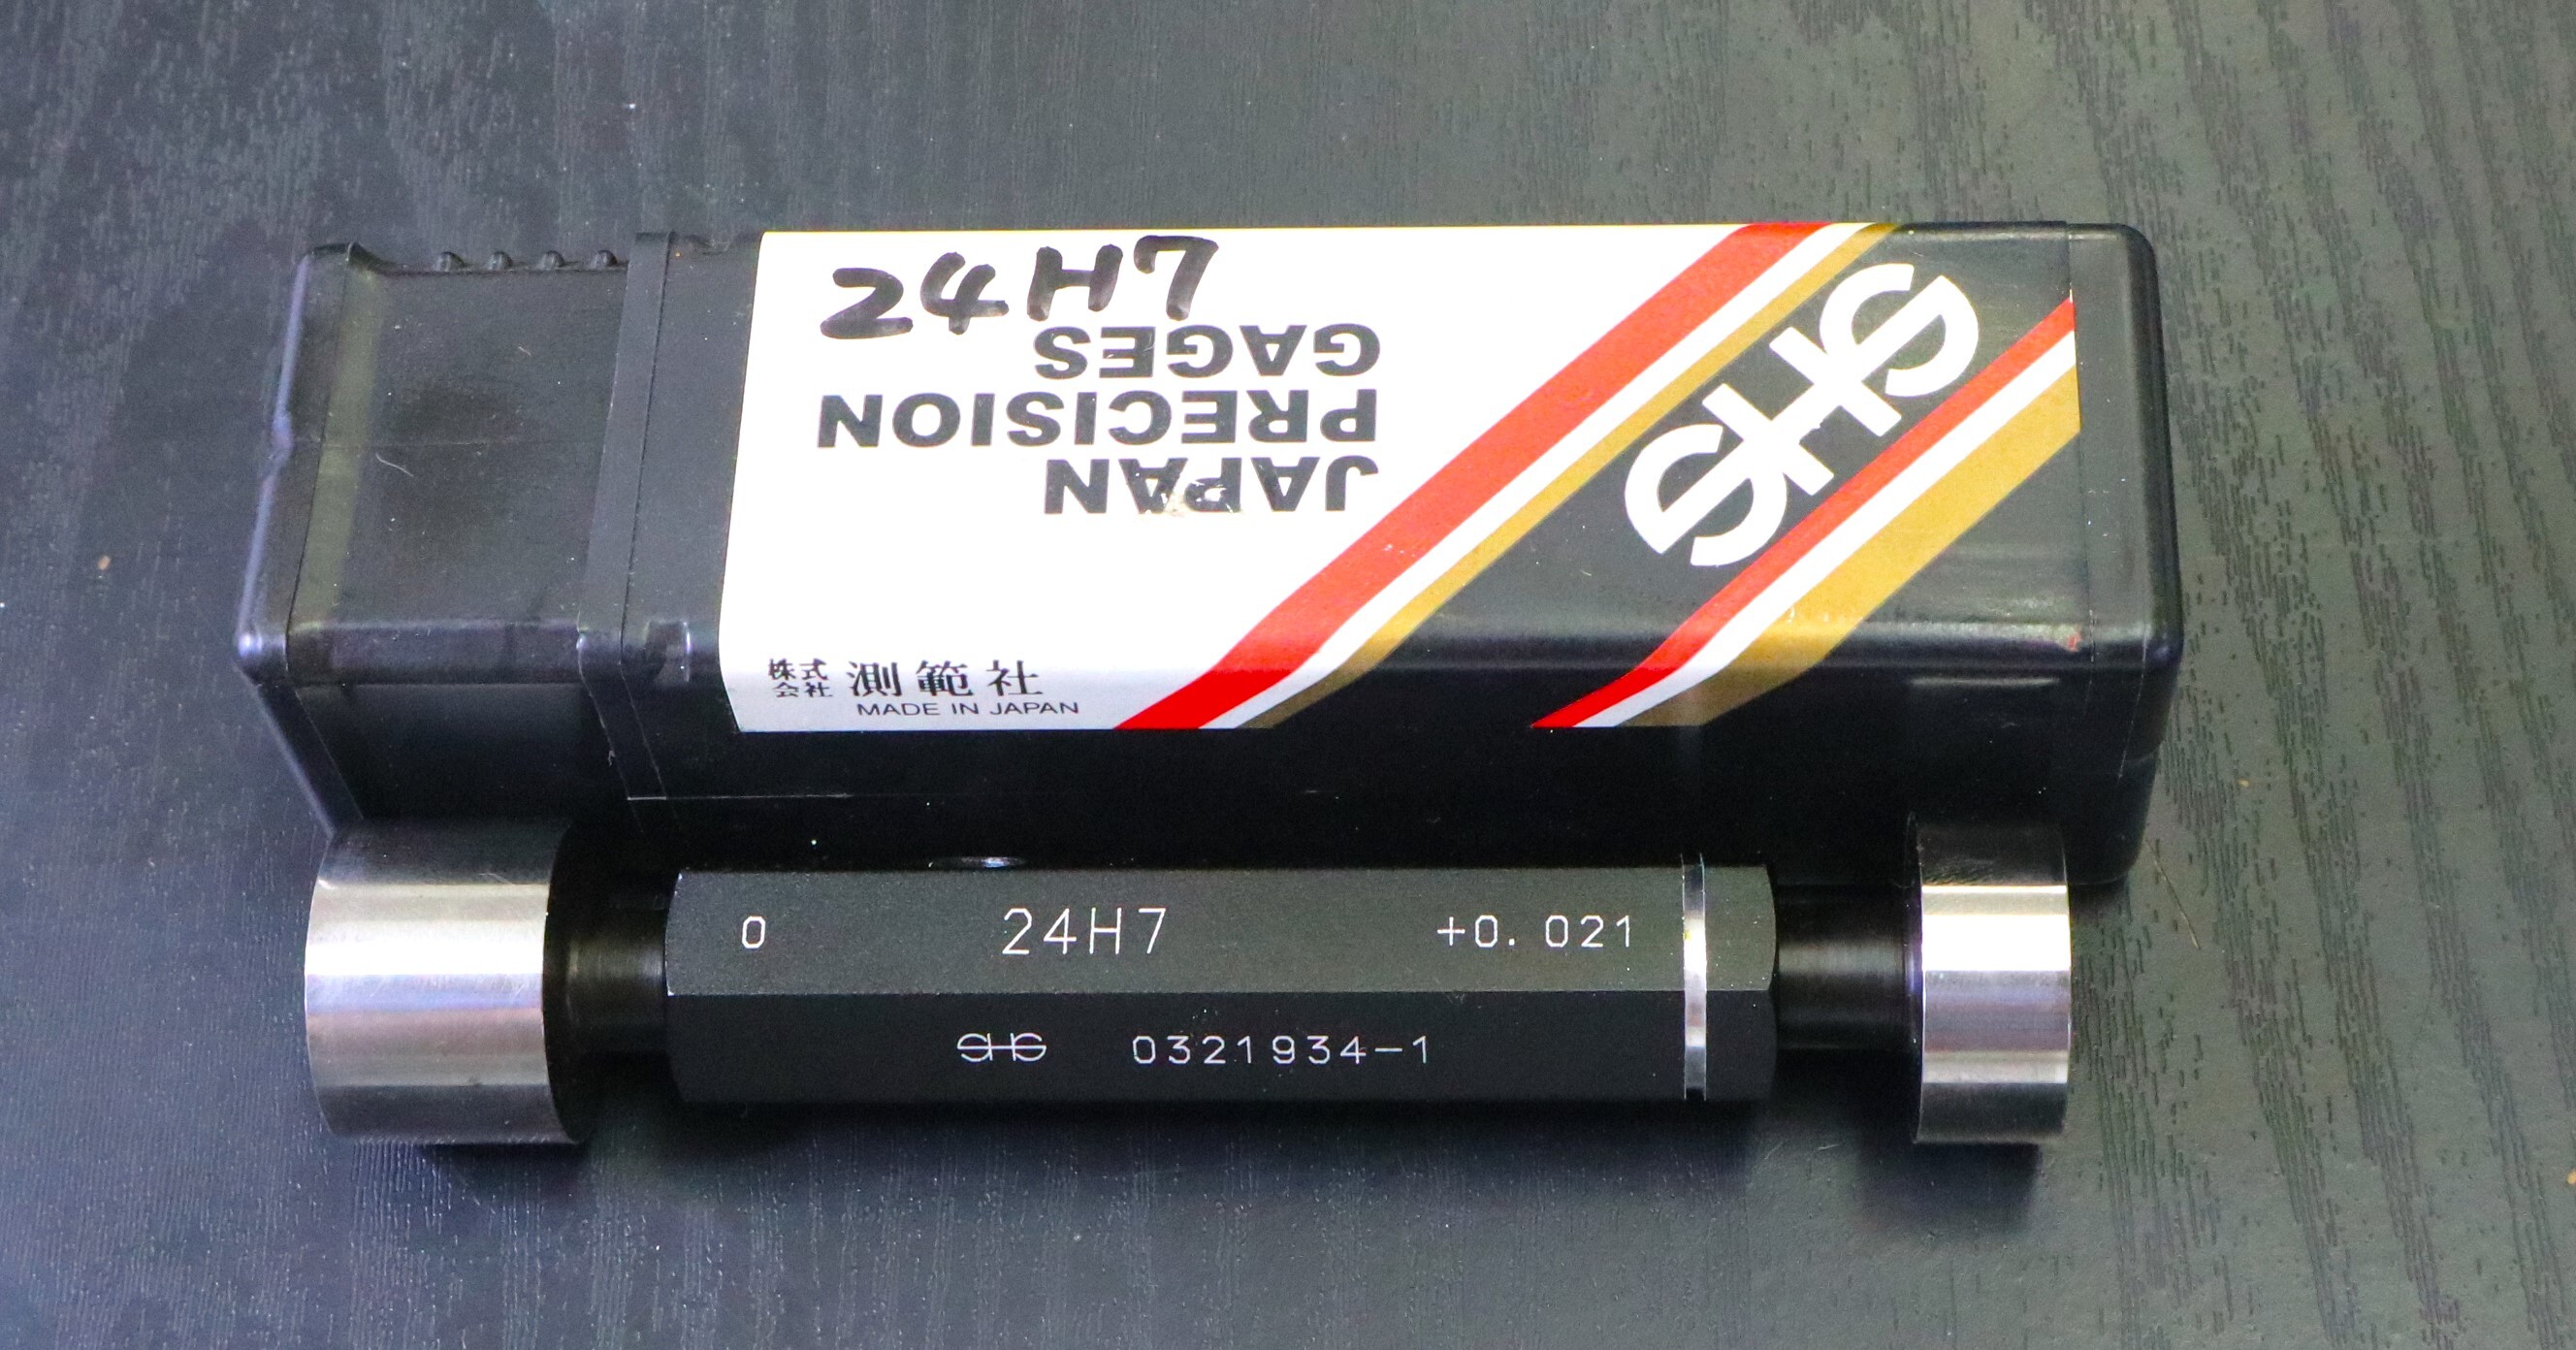 24H7
JAPAN
PRECISION
GAGES
SHS
株式会社 測範社
MADE IN JAPAN
0 24H7 +0.021
SHS 0321934-1